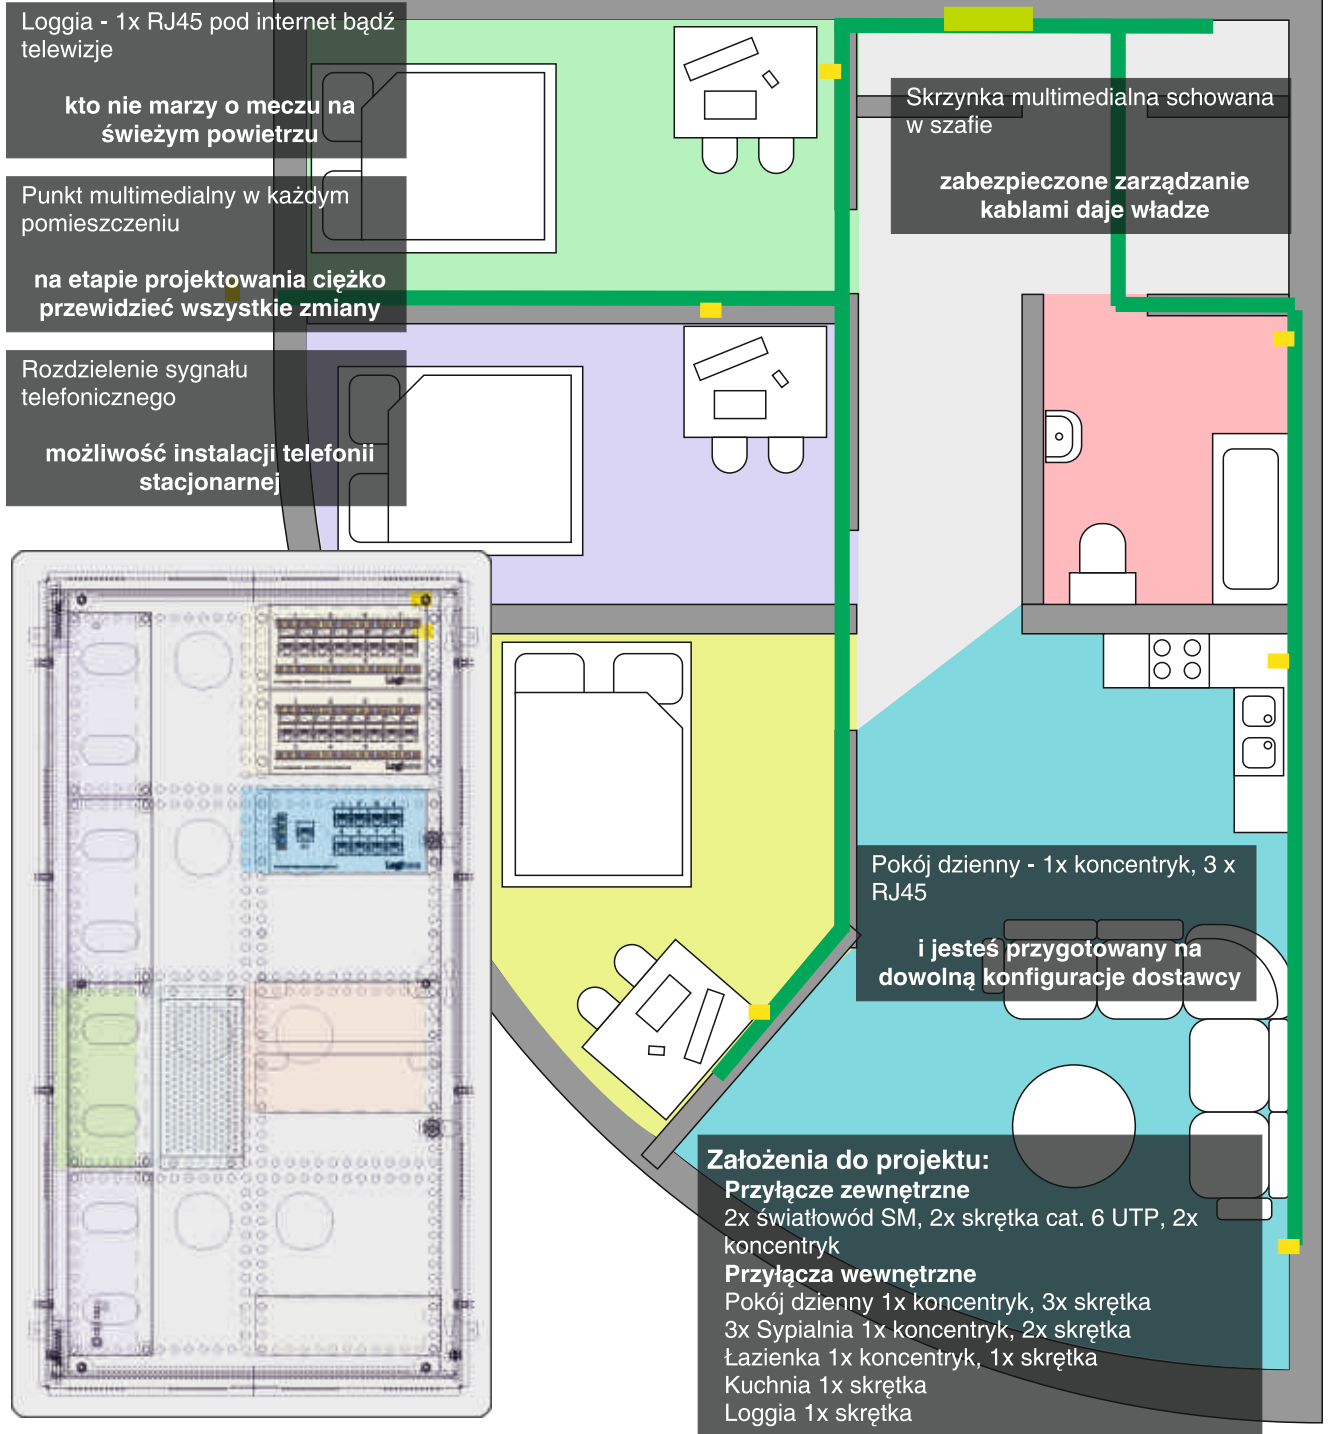 Loggia - 1x RJ45 pod internet bądź
telewizje
kto nie marzy o meczu na
świeżym powietrzu
Punkt multimedialny w każdym
pomieszczeniu
na etapie projektowania ciężko
przewidzieć wszystkie zmiany
Rozdzielenie sygnału
telefonicznego
możliwość instalacji telefonii
stacjonarnej
Skrzynka multimedialna schowana
w szafie
zabezpieczone zarządzanie
kablami daje władze
Pokój dzienny - 1x koncentryk, 3 x
RJ45
i jesteś przygotowany na
dowolną konfiguracje dostawcy
Założenia do projektu:
Przyłącze zewnętrzne
2x światłowód SM, 2x skrętka cat. 6 UTP, 2x
koncentryk
Przyłącza wewnętrzne
Pokój dzienny 1x koncentryk, 3x skrętka
3x Sypialnia 1x koncentryk, 2x skrętka
Łazienka 1x koncentryk, 1x skrętka
Kuchnia 1x skrętka
Loggia 1x skrętka